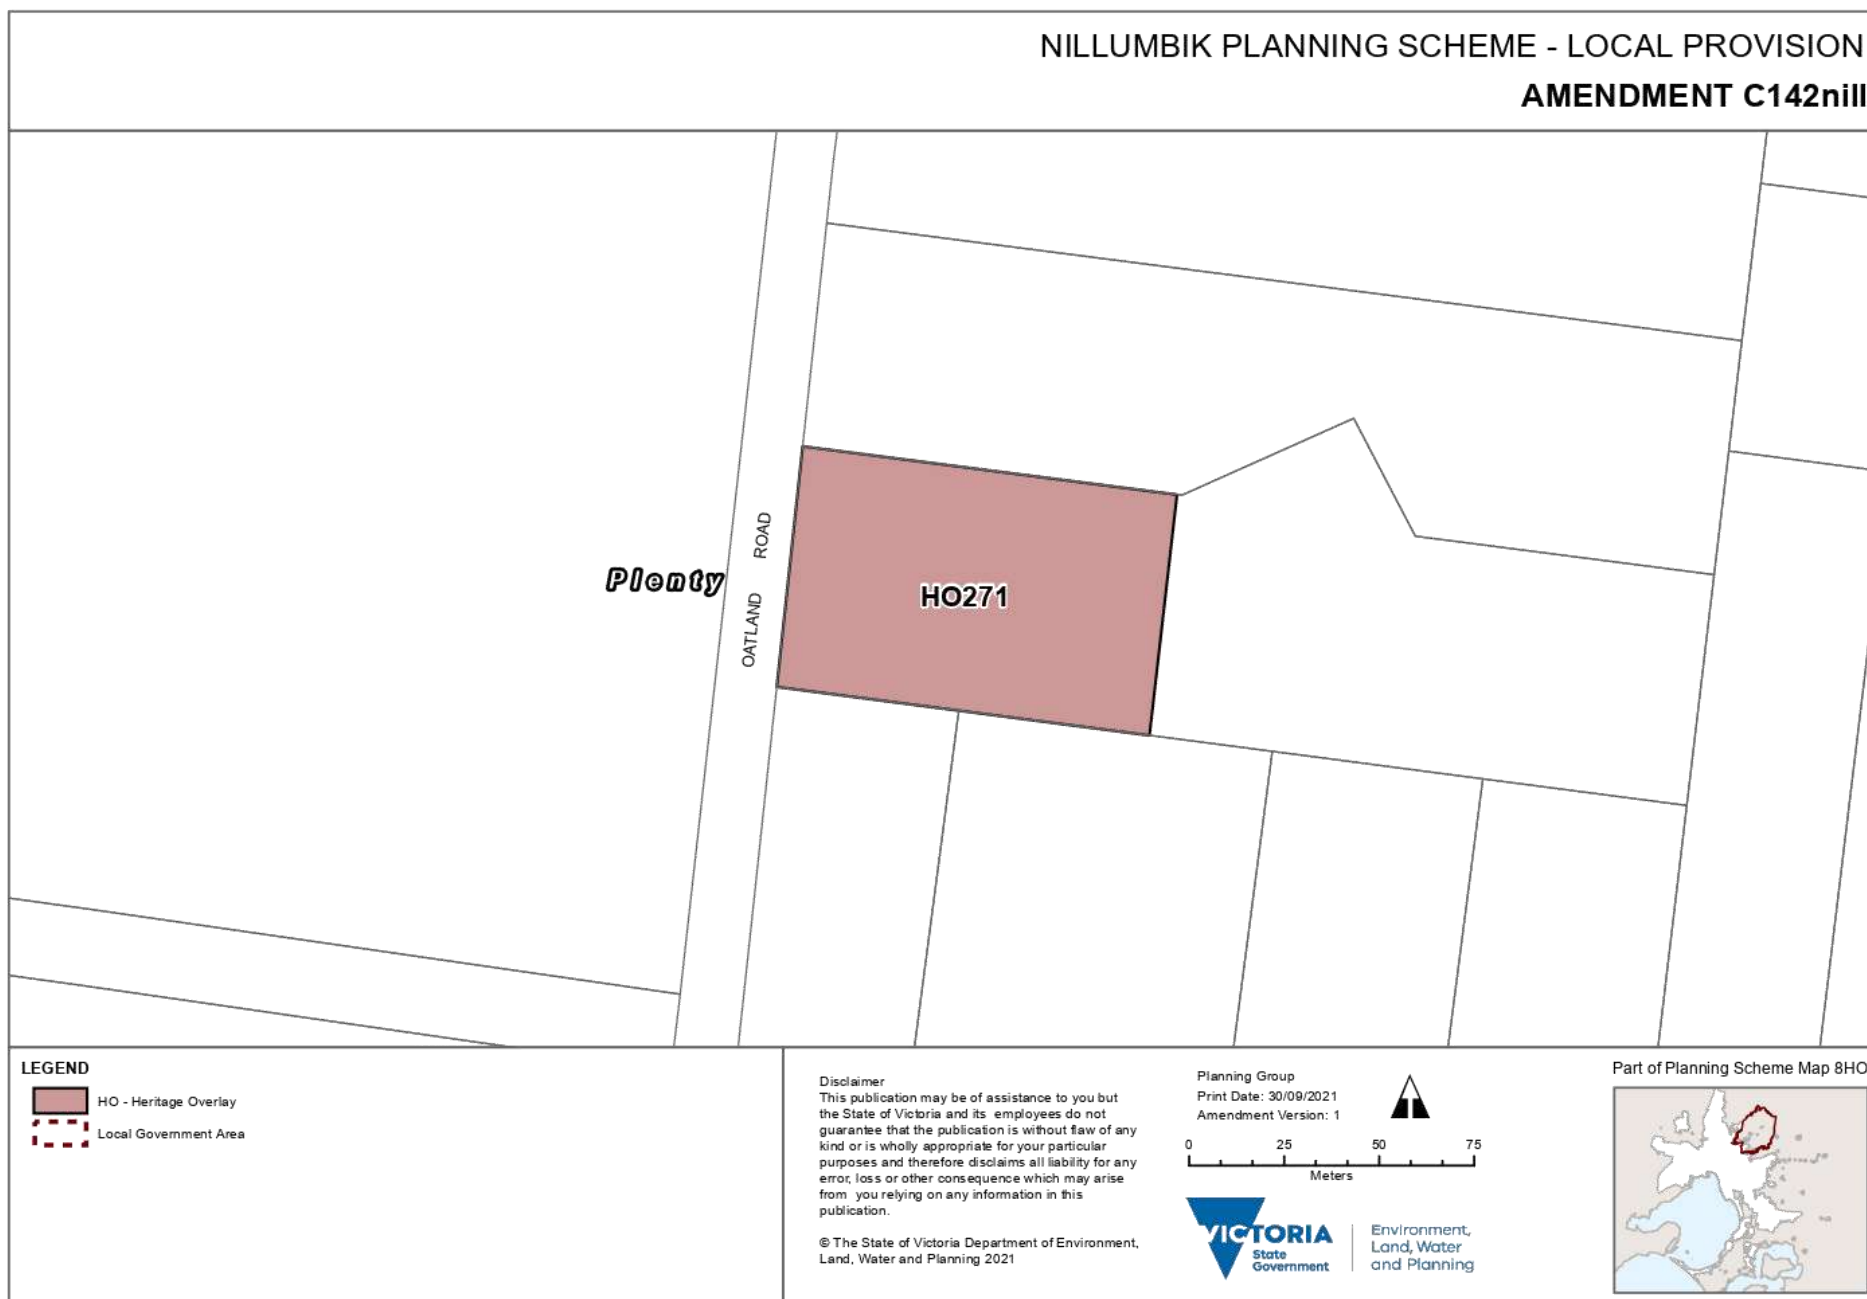 NILLUMBIK PLANNING SCHEME - LOCAL PROVISION
AMENDMENT C142nill
Plenty
OATLAND ROAD
HO271
LEGEND
HO - Heritage Overlay
Local Government Area
Disclaimer
This publication may be of assistance to you but
the State of Victoria and its employees do not
guarantee that the publication is without flaw of any
kind or is wholly appropriate for your particular
purposes and therefore disclaims all liability for any
error, loss or other consequence which may arise
from you relying on any information in this
publication.
© The State of Victoria Department of Environment,
Land, Water and Planning 2021
Planning Group
Print Date: 30/09/2021
Amendment Version: 1
0 25 50 75
Meters
VICTORIA
State
Government
Environment,
Land, Water
and Planning
Part of Planning Scheme Map 8HO